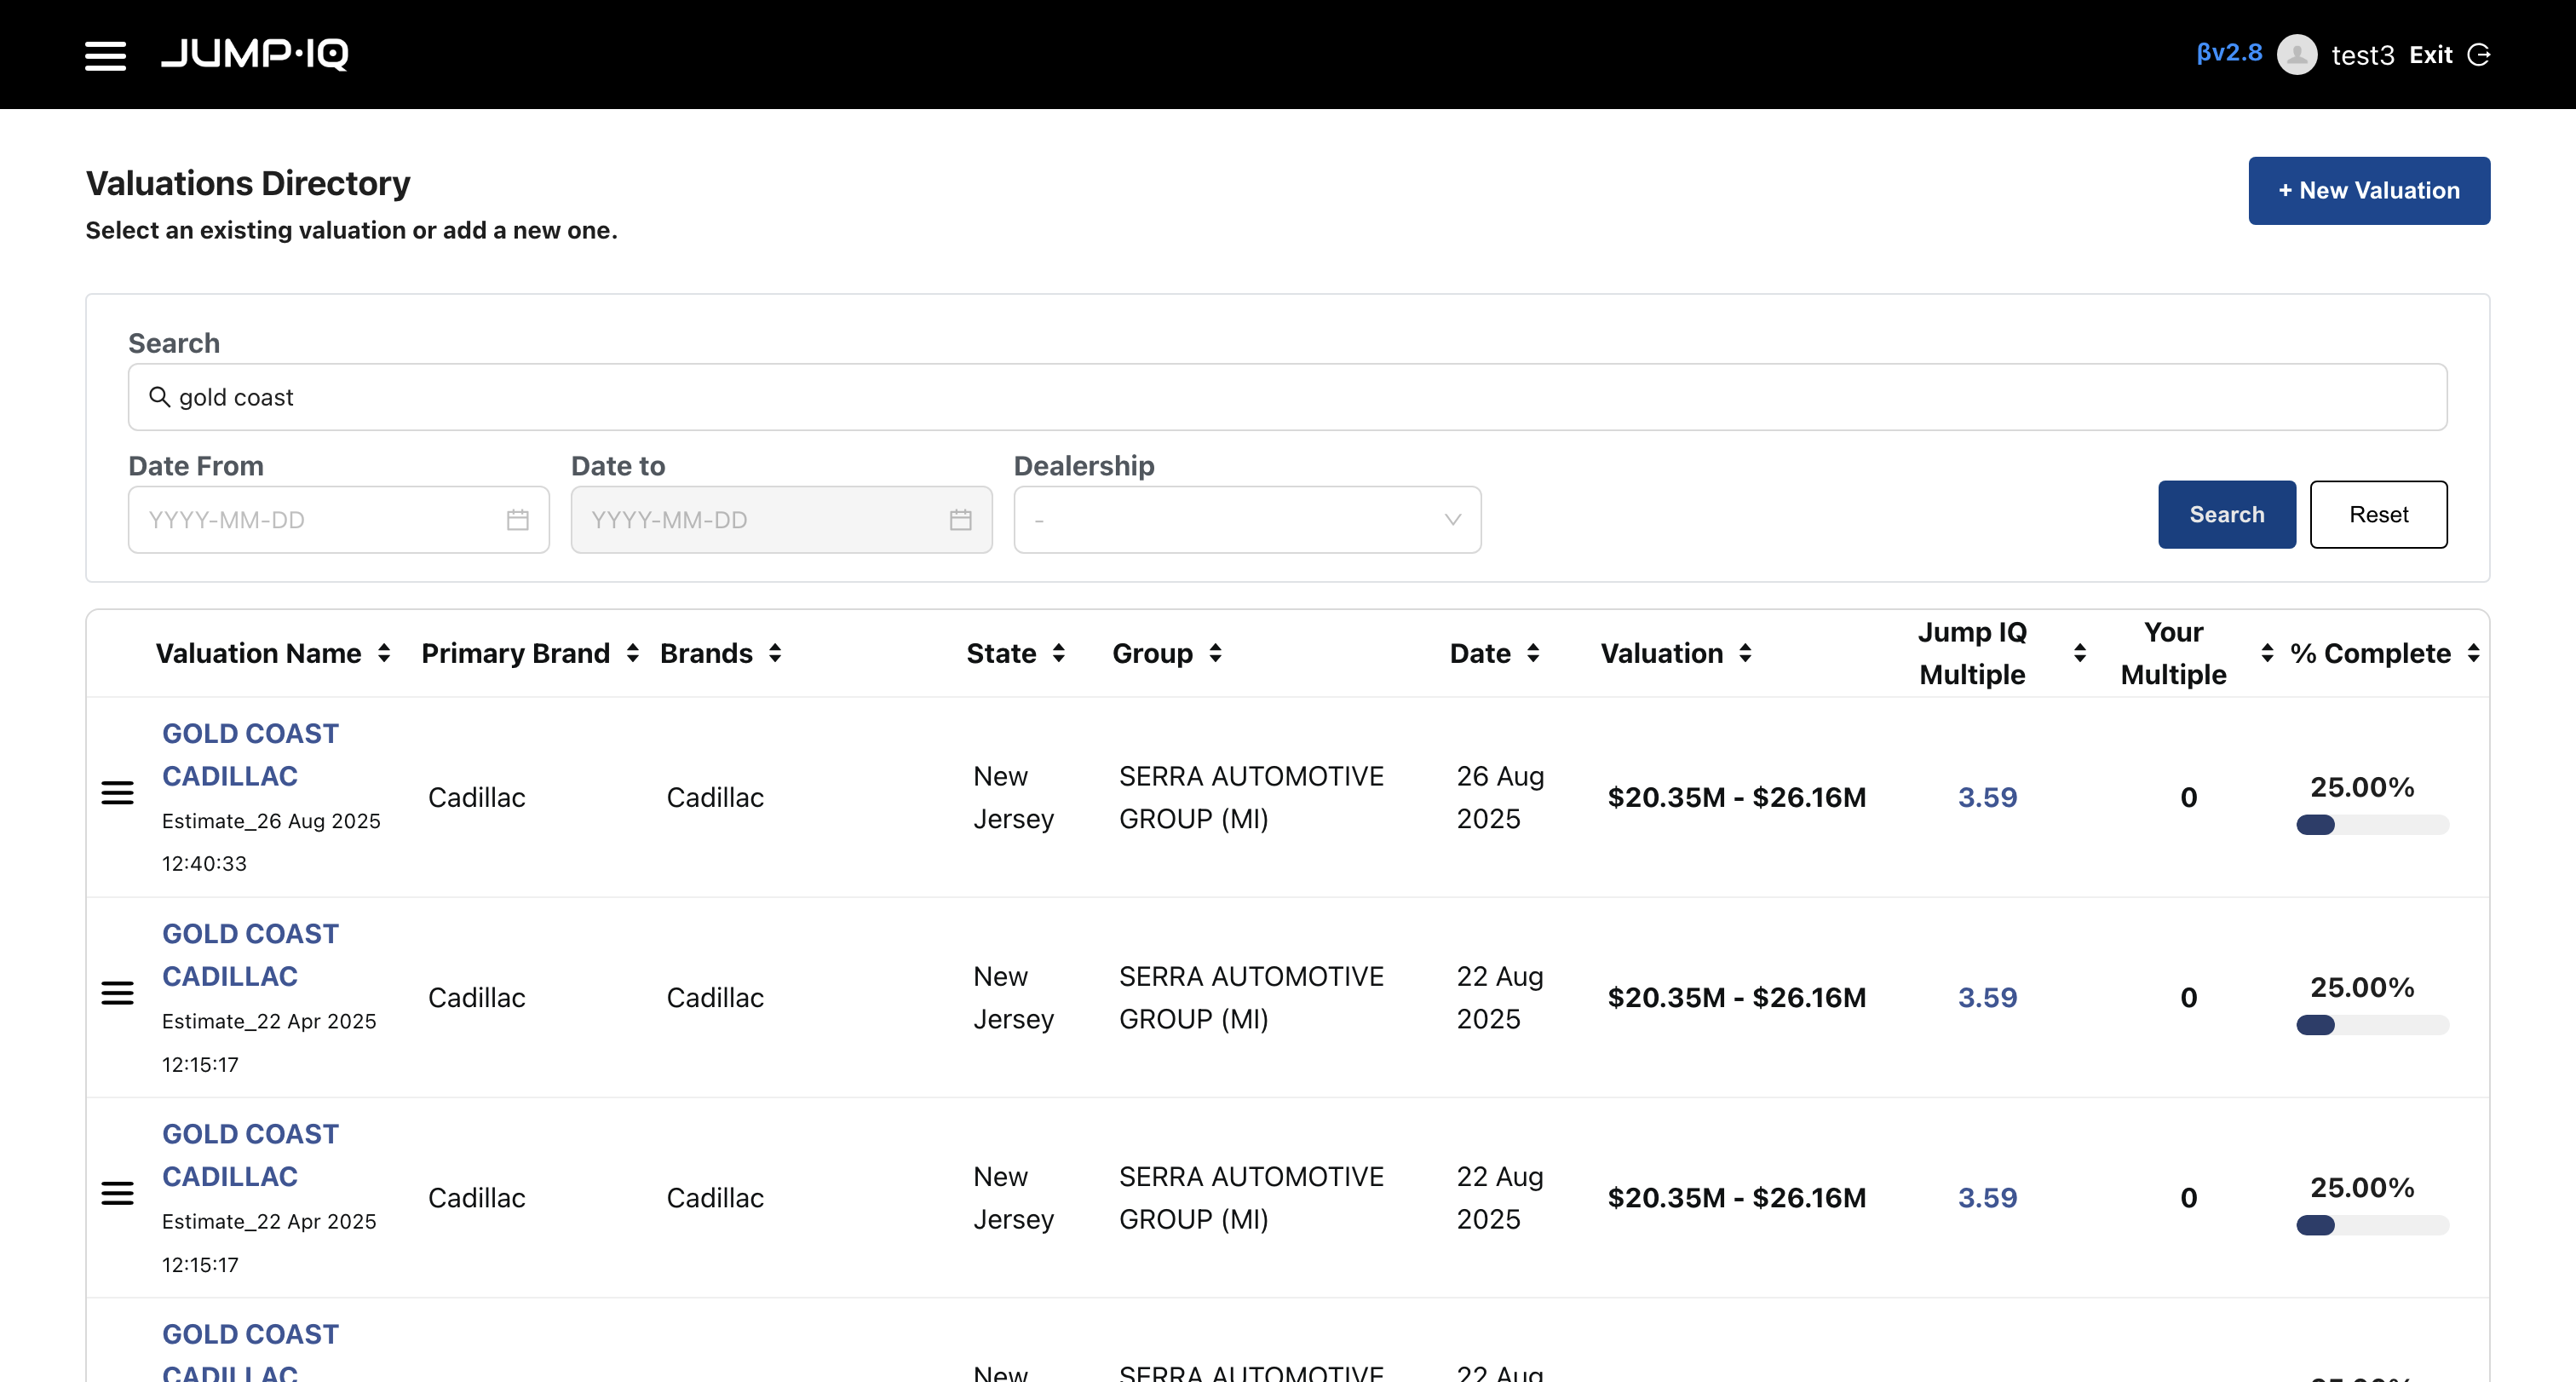 JUMP·IQ
βv2.8 test3 Exit
Valuations Directory
Select an existing valuation or add a new one.
+ New Valuation
Search
gold coast
Date From
Date to
Dealership
YYYY-MM-DD
YYYY-MM-DD
-
Search
Reset
Valuation Name
Primary Brand
Brands
State
Group
Date
Valuation
Jump IQ
Multiple
Your
Multiple
% Complete
GOLD COAST
CADILLAC
Estimate_26 Aug 2025
12:40:33
Cadillac
Cadillac
New
Jersey
SERRA AUTOMOTIVE
GROUP (MI)
26 Aug
2025
$20.35M - $26.16M
3.59
0
25.00%
GOLD COAST
CADILLAC
Estimate_22 Apr 2025
12:15:17
Cadillac
Cadillac
New
Jersey
SERRA AUTOMOTIVE
GROUP (MI)
22 Aug
2025
$20.35M - $26.16M
3.59
0
25.00%
GOLD COAST
CADILLAC
Estimate_22 Apr 2025
12:15:17
Cadillac
Cadillac
New
Jersey
SERRA AUTOMOTIVE
GROUP (MI)
22 Aug
2025
$20.35M - $26.16M
3.59
0
25.00%
GOLD COAST
CADILLAC
New
SERRA AUTOMOTIVE
22 Aug